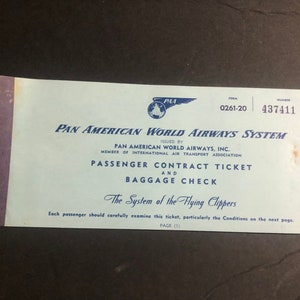 PAA
FORM
NUMBER
0261-20
437411
PAN AMERICAN WORLD AIRWAYS SYSTEM
ISSUED BY
PAN AMERICAN WORLD AIRWAYS, INC.
MEMBER OF INTERNATIONAL AIR TRANSPORT ASSOCIATION
PASSENGER CONTRACT TICKET
AND
BAGGAGE CHECK
The System of the Flying Clippers
Each passenger should carefully examine this ticket, particularly the Conditions on the next page.
PAGE (1)